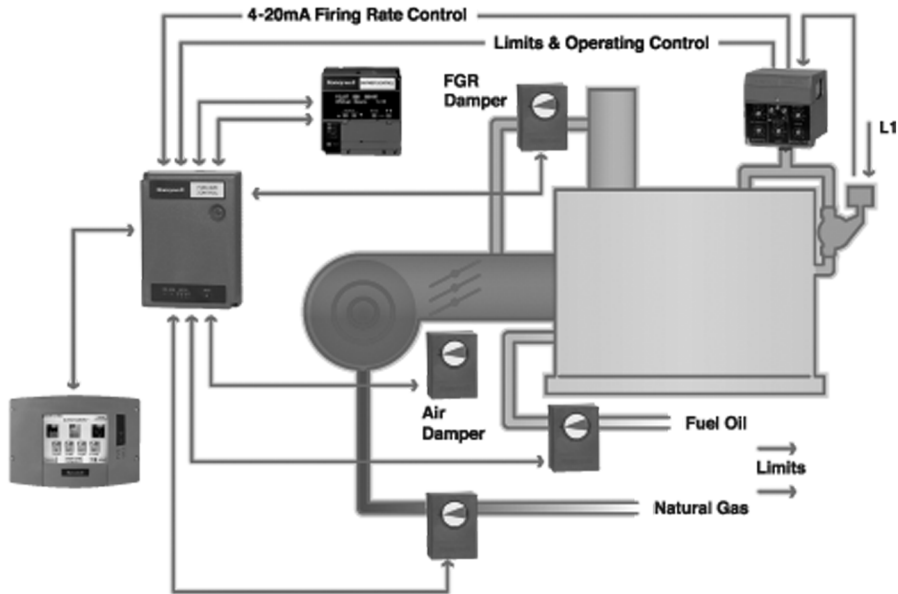 4-20mA Firing Rate Control
Limits & Operating Control
FGR
Damper
Honeywell
L1
Honeywell
Air
Damper
Fuel Oil
Limits
Natural Gas